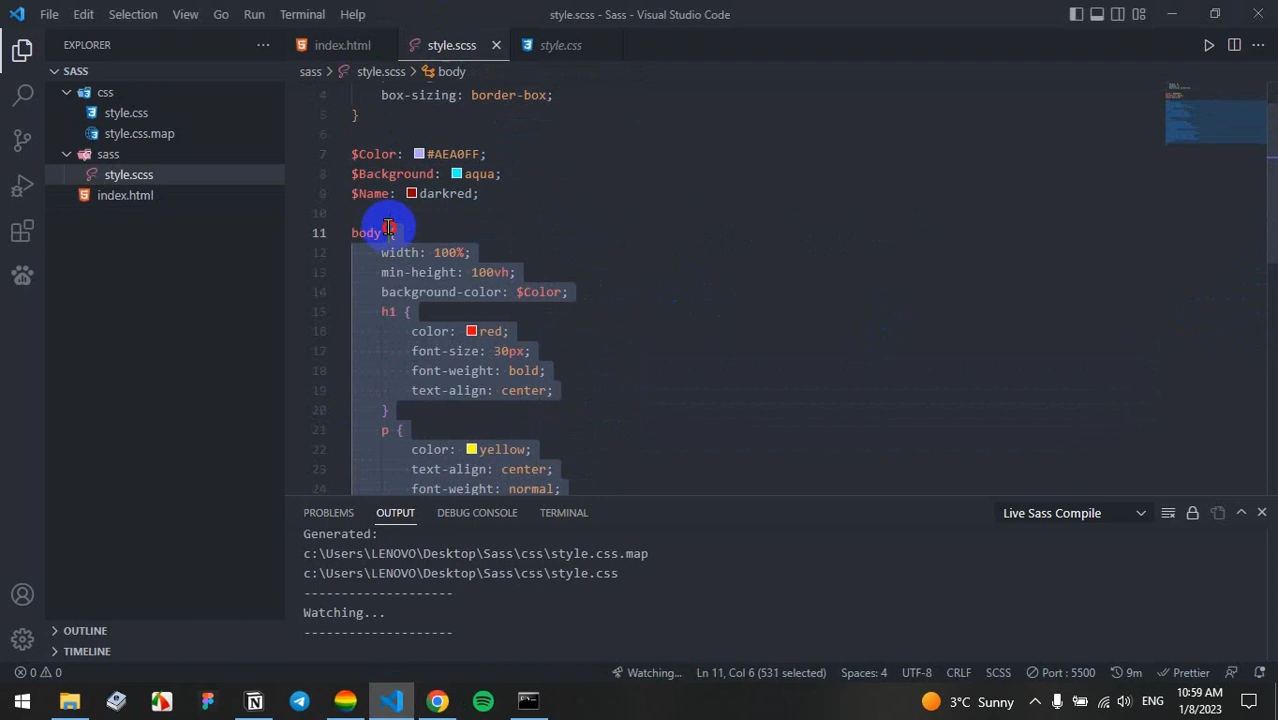 File Edit Selection View Go Run Terminal Help
style.scss - Sass - Visual Studio Code
EXPLORER
SASS
css
style.css
style.css.map
sass
style.scss
index.html
OUTLINE
TIMELINE
index.html
style.scss
style.css
sass > style.scss > body
4 box-sizing: border-box;
5 }
6
7 $Color: #AEA0FF;
8 $Background: aqua;
9 $Name: darkred;
10
11 body {
12 width: 100%;
13 min-height: 100vh;
14 background-color: $Color;
15 h1 {
16 color: red;
17 font-size: 30px;
18 font-weight: bold;
19 text-align: center;
20 }
21 p {
22 color: yellow;
23 text-align: center;
24 font-weight: normal;
PROBLEMS OUTPUT DEBUG CONSOLE TERMINAL
Live Sass Compile
Generated:
c:\Users\LENOVO\Desktop\Sass\css\style.css.map
c:\Users\LENOVO\Desktop\Sass\css\style.css
--------------------
Watching...
--------------------
0 0
Watching... Ln 11, Col 6 (531 selected) Spaces: 4 UTF-8 CRLF SCSS Port : 5500 9m Prettier
3°C Sunny
ENG
10:59 AM
1/8/2023